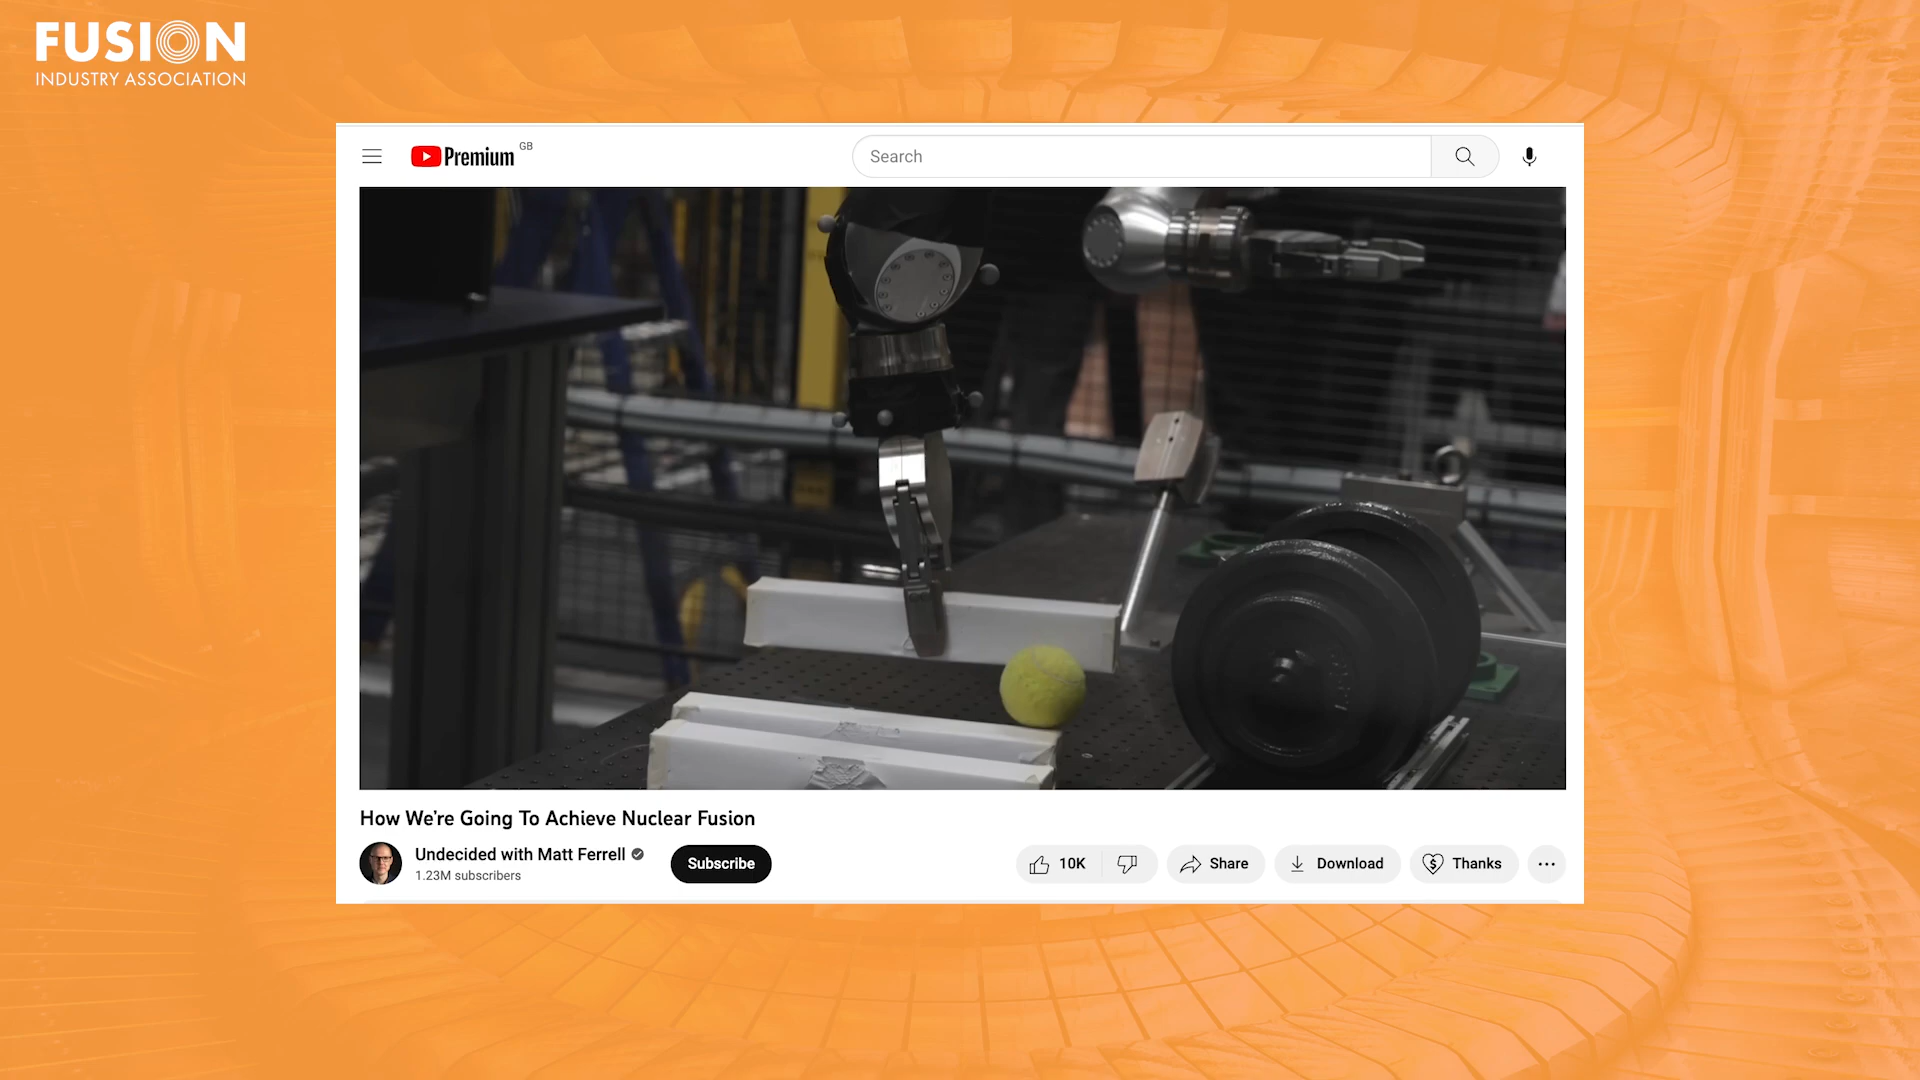 FUSION
INDUSTRY ASSOCIATION
Premium GB
Search
How We're Going To Achieve Nuclear Fusion
Undecided with Matt Ferrell
1.23M subscribers
Subscribe
10K
Share
Download
Thanks